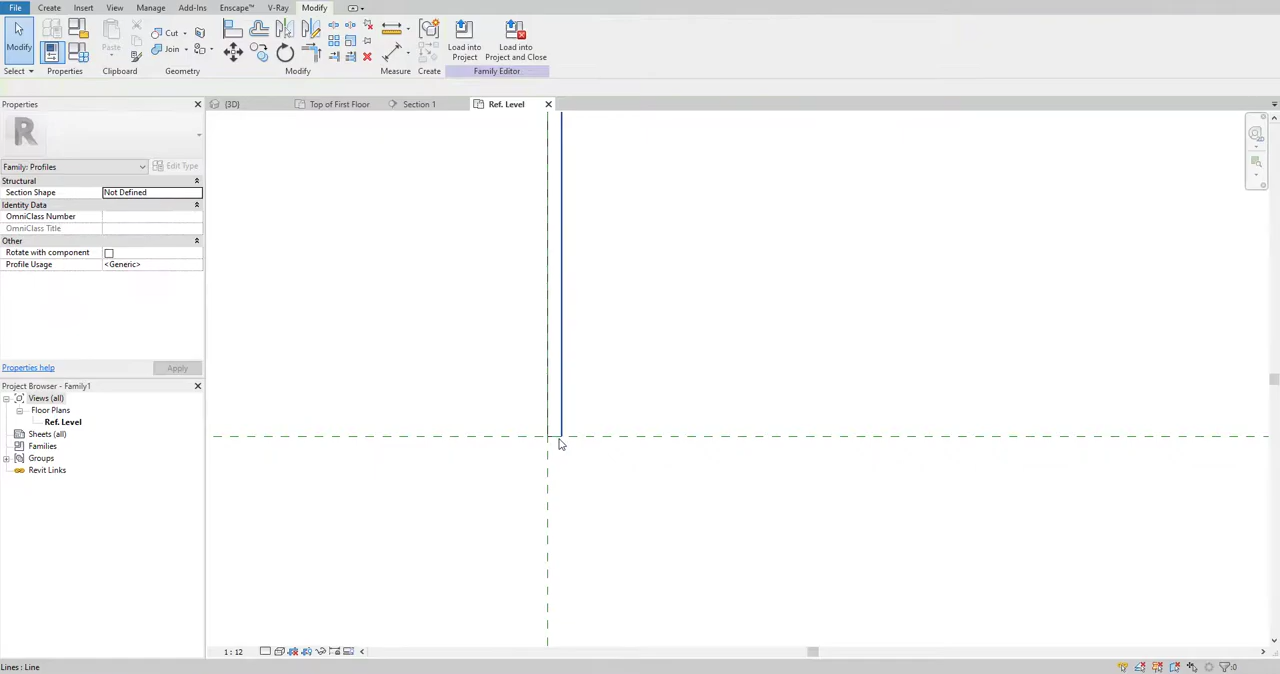 File Create Insert View Manage Add-Ins Enscape™ V-Ray Modify
Modify Paste Cut Join Load into Project Load into Project and Close
Select Properties Clipboard Geometry Modify Measure Create Family Editor
Properties (3D) Top of First Floor Section 1 Ref. Level
R
Family: Profiles Edit Type
Structural
Section Shape Not Defined
Identity Data
OmniClass Number
OmniClass Title
Other
Rotate with component
Profile Usage <Generic>
Properties help Apply
Project Browser - Family1
Views (all)
Floor Plans
Ref. Level
Sheets (all)
Families
Groups
Revit Links
1 : 12
Lines : Line :0